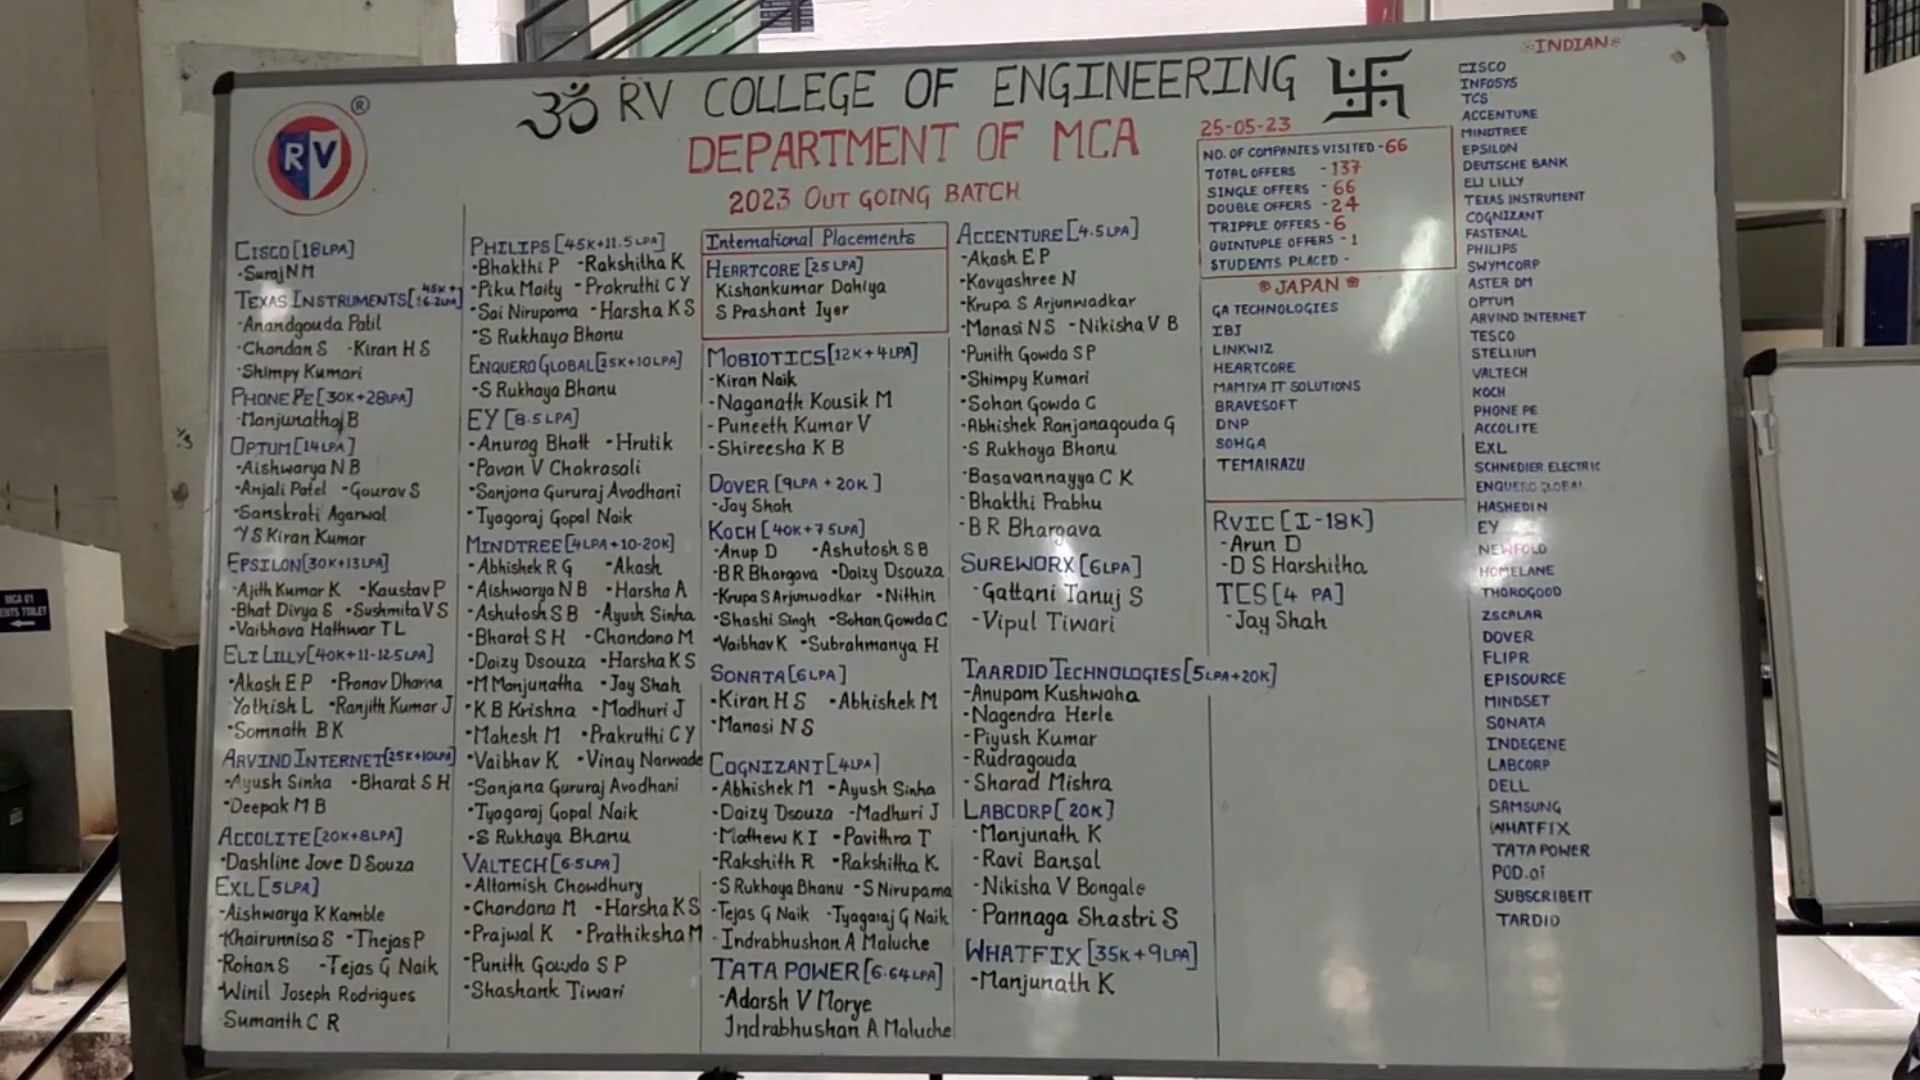 ॐ RV COLLEGE OF ENGINEERING 卐
DEPARTMENT OF MCA
2023 OUT GOING BATCH
RV ®
CISCO [18LPA]
-Suraj N M
TEXAS INSTRUMENTS[45K+16.2LPA]
-Anandgouda Patil
-Chandan S -Kiran H S
-Shimpy Kumari
PHONE PE [30K+28LPA]
-Manjunatha B
OPTUM [14LPA]
-Aishwarya N B
-Anjali Patel -Gourav S
-Sanskrati Agarwal
-Y S Kiran Kumar
EPSILON[30K+13LPA]
-Ajith Kumar K -Kaustav P
-Bhat Divya S -Sushmita V S
-Vaibhava Hathwar T L
ELI LILLY[40K+11-12.5LPA]
-Akash E P -Pranav Dharna
Yathish L -Ranjith Kumar J
-Somnath B K
ARVIND INTERNET[25K+10LPA]
-Ayush Sinha -Bharat S H
-Deepak M B
ACCOLITE[20K+8LPA]
-Dashline Jove D Souza
EXL [5LPA]
-Aishwarya K Kamble
-Khairunnisa S -Thejas P
-Rohan S -Tejas G Naik
-Winil Joseph Rodrigues
-Sumanth C R
PHILIPS [45K+11.5LPA]
-Bhakthi P -Rakshitha K
-Piku Maity -Prakruthi C Y
-Sai Nirupama -Harsha K S
-S Rukhaya Bhanu
ENQUERO GLOBAL[25K+10LPA]
-S Rukhaya Bhanu
EY [8.5LPA]
-Anurag Bhatt -Hrutik
-Pavan V Chakrasali
-Sanjana Gururaj Avadhani
-Tyagaraj Gopal Naik
MINDTREE [4LPA+10-20K]
-Abhishek R G -Akash
-Aishwarya N B -Harsha A
-Ashutosh S B -Ayush Sinha
-Bharat S H -Chandana M
-Daizy Dsouza -Harsha K S
-M Manjunatha -Jay Shah
-K B Krishna -Madhuri J
-Mahesh M -Prakruthi C Y
-Vaibhav K -Vinay Narwade
-Sanjana Gururaj Avadhani
-Tyagaraj Gopal Naik
-S Rukhaya Bhanu
VALTECH [6.5LPA]
-Altamish Chowdhury
-Chandana M -Harsha K S
-Prajwal K -Prathiksha M
-Punith Gowda S P
-Shashank Tiwari
International Placements
HEARTCORE [25 LPA]
Kishankumar Dahiya
S Prashant Iyer
MOBIOTICS [12K+4LPA]
-Kiran Naik
-Naganath Kousik M
-Puneeth Kumar V
-Shireesha K B
DOVER [9LPA + 20K]
-Jay Shah
KOCH [40K+7.5LPA]
-Anup D -Ashutosh S B
-B R Bhargava -Daizy Dsouza
-Krupa S Arjunwadkar -Nithin
-Shashi Singh -Sohan Gowda C
-Vaibhav K -Subrahmanya H
SONATA [6LPA]
-Kiran H S -Abhishek M
-Manasi N S
COGNIZANT [4LPA]
-Abhishek M -Ayush Sinha
-Daizy Dsouza -Madhuri J
-Mathew K I -Pavithra T
-Rakshith R -Rakshitha K
-S Rukhaya Bhanu -S Nirupama
-Tejas G Naik -Tyagaraj G Naik
-Indrabhushan A Maluche
TATA POWER [6.64LPA]
-Adarsh V Morye
Indrabhushan A Maluche
ACCENTURE [4.5LPA]
-Akash E P
-Kavyashree N
-Krupa S Arjunwadkar
-Manasi N S -Nikisha V B
-Punith Gowda S P
-Shimpy Kumari
-Sohan Gowda C
-Abhishek Ranjanagouda G
-S Rukhaya Bhanu
-Basavannayya C K
-Bhakthi Prabhu
-B R Bhargava
SUREWORX [6LPA]
-Gattani Tanuj S
-Vipul Tiwari
TAARDID TECHNOLOGIES [5LPA+20K]
-Anupam Kushwaha
-Nagendra Herle
-Piyush Kumar
-Rudragouda
-Sharad Mishra
LABCORP [20K]
-Manjunath K
-Ravi Bansal
-Nikisha V Bongale
-Pannaga Shastri S
WHATFIX [35K+9LPA]
-Manjunath K
25-05-23
NO. OF COMPANIES VISITED -66
TOTAL OFFERS -137
SINGLE OFFERS -66
DOUBLE OFFERS -24
TRIPPLE OFFERS -6
QUINTUPLE OFFERS -1
STUDENTS PLACED -
JAPAN
GA TECHNOLOGIES
IBJ
LINKWIZ
HEARTCORE
MAMIYA IT SOLUTIONS
BRAVESOFT
DNP
SOHGA
TEMAIRAZU
RVIC [I-18K]
-Arun D
-D S Harshitha
TCS [4 PA]
-Jay Shah
INDIAN
CISCO
INFOSYS
TCS
ACCENTURE
MINDTREE
EPSILON
DEUTSCHE BANK
ELI LILLY
TEXAS INSTRUMENT
COGNIZANT
FASTENAL
PHILIPS
SWYMCORP
ASTER DM
OPTUM
ARVIND INTERNET
TESCO
STELLIUM
VALTECH
KOCH
PHONE PE
ACCOLITE
EXL
SCHNEDIER ELECTRIC
ENQUERO GLOBAL
HASHEDIN
EY
NEWFOLD
HOMELANE
THOROGOOD
ZSCALAR
DOVER
FLIPR
EPISOURCE
MINDSET
SONATA
INDEGENE
LABCORP
DELL
SAMSUNG
WHATFIX
TATA POWER
POD.ai
SUBSCRIBEIT
TARDID
MCA 01
TOILET